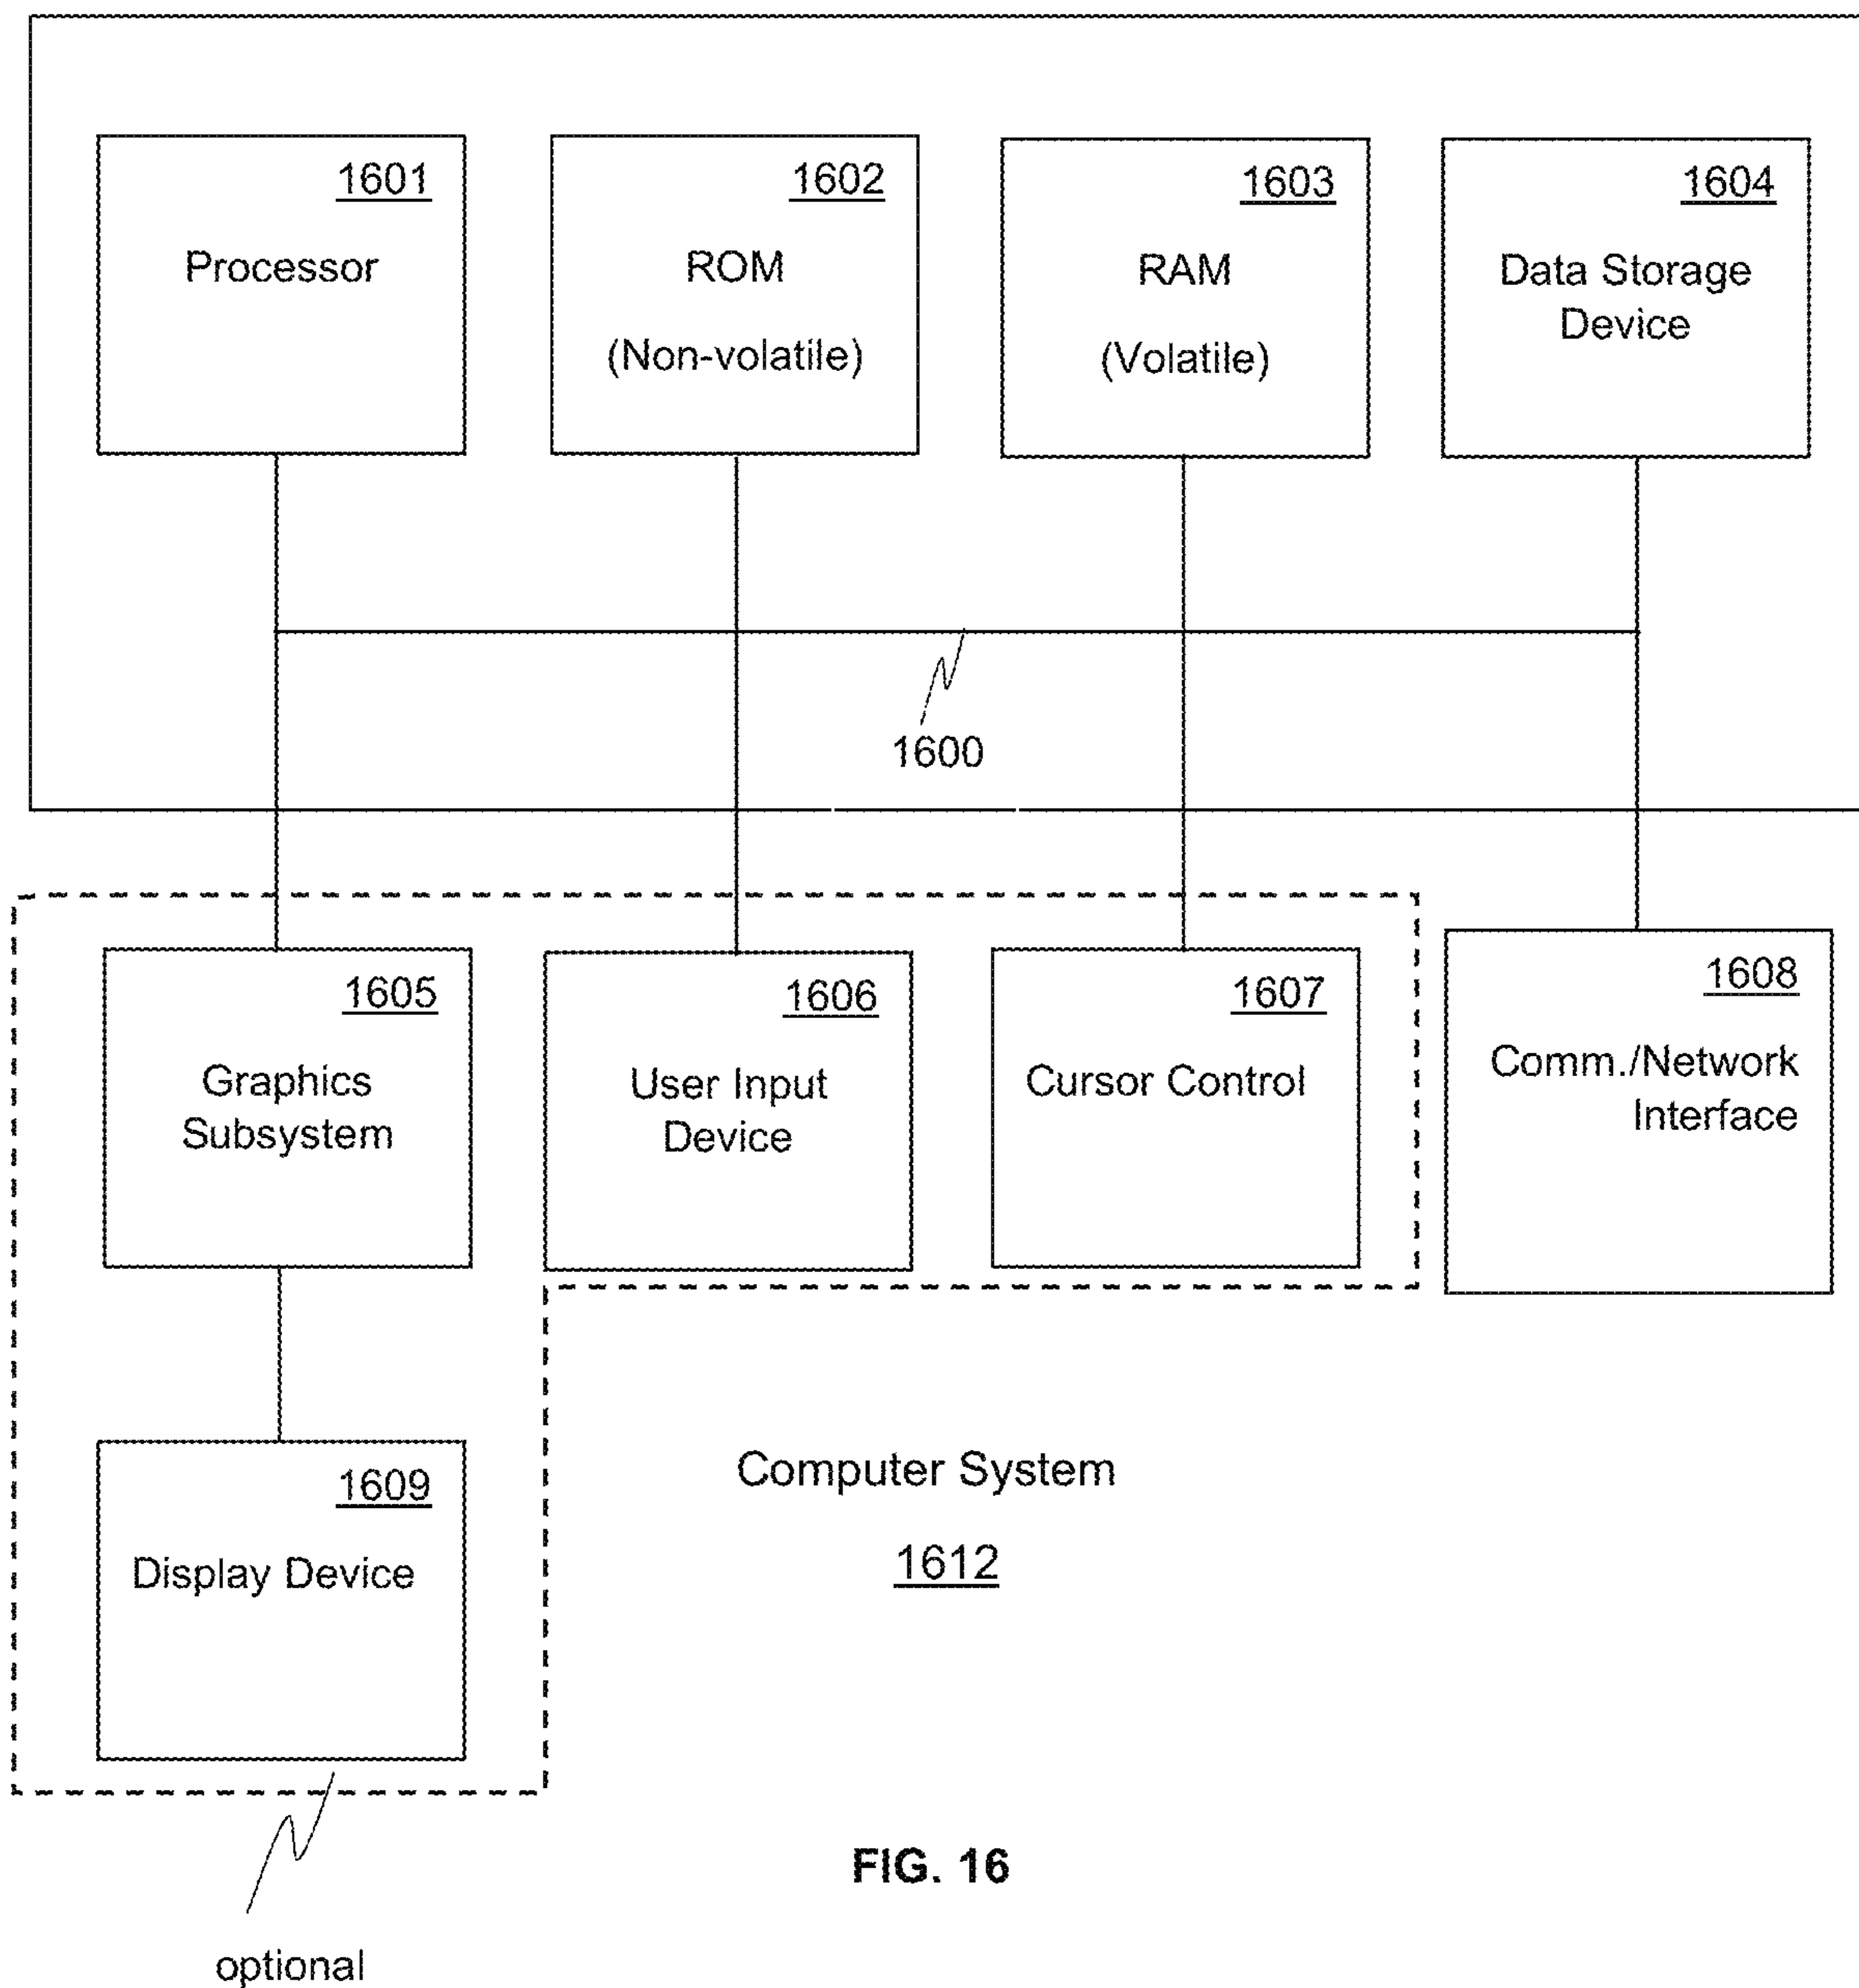 1601
Processor
1602
ROM
(Non-volatile)
1603
RAM
(Volatile)
1604
Data Storage
Device
1600
1605
Graphics
Subsystem
1606
User Input
Device
1607
Cursor Control
1608
Comm./Network
Interface
1609
Display Device
Computer System
1612
optional
FIG. 16